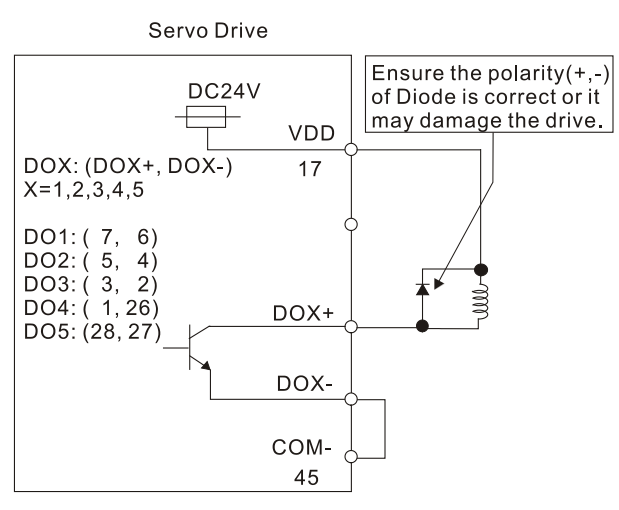 Servo Drive
Ensure the polarity(+,-)
of Diode is correct or it
may damage the drive.
DC24V
VDD
17
DOX: (DOX+, DOX-)
X=1,2,3,4,5
DO1: ( 7, 6)
DO2: ( 5, 4)
DO3: ( 3, 2)
DO4: ( 1, 26)
DO5: (28, 27)
DOX+
DOX-
COM-
45